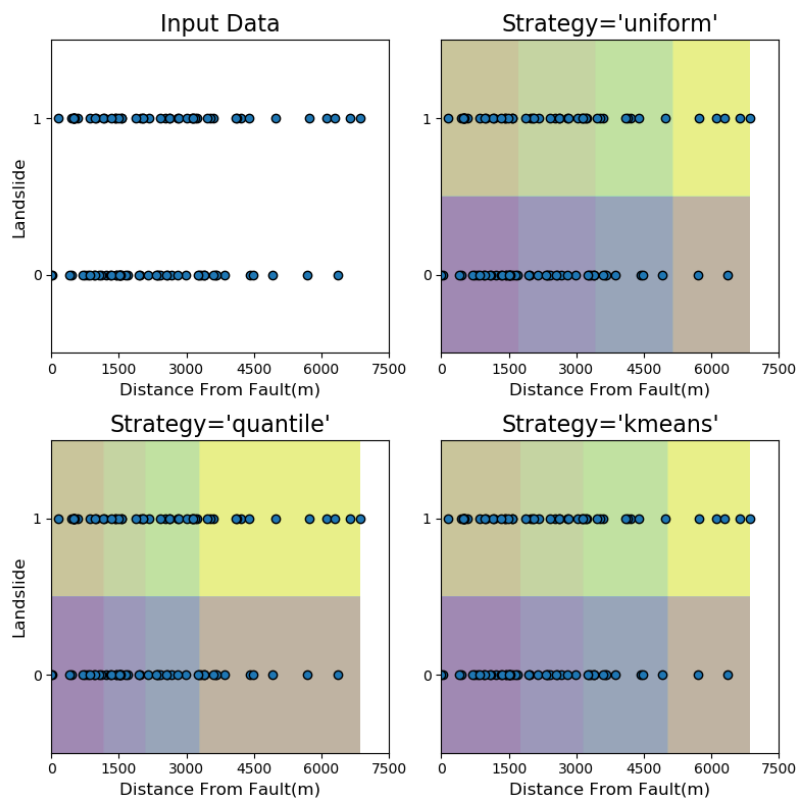 Input Data
1
0
Landslide
0 1500 3000 4500 6000 7500
Distance From Fault(m)
Strategy='uniform'
1
0
0 1500 3000 4500 6000 7500
Distance From Fault(m)
Strategy='quantile'
1
0
Landslide
0 1500 3000 4500 6000 7500
Distance From Fault(m)
Strategy='kmeans'
1
0
0 1500 3000 4500 6000 7500
Distance From Fault(m)